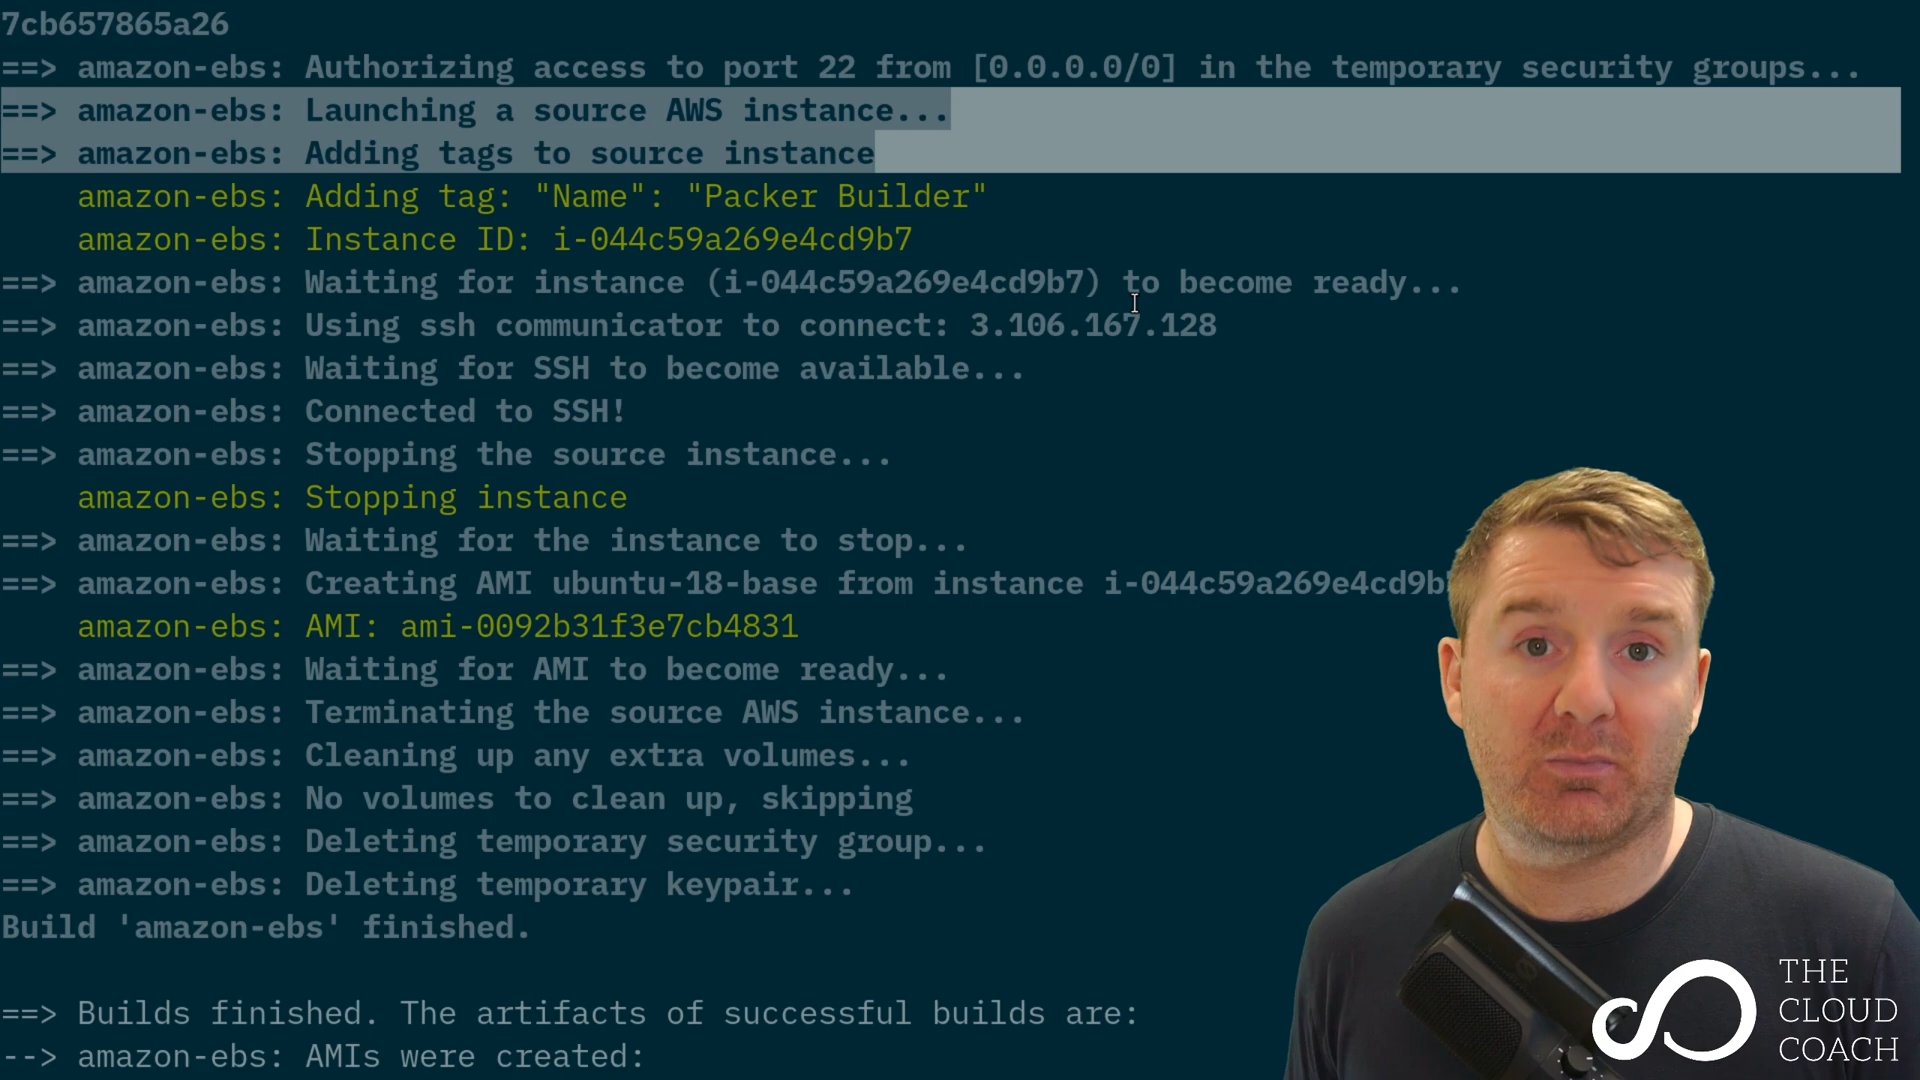 7cb657865a26
==> amazon-ebs: Authorizing access to port 22 from [0.0.0.0/0] in the temporary security groups...
==> amazon-ebs: Launching a source AWS instance...
==> amazon-ebs: Adding tags to source instance
    amazon-ebs: Adding tag: "Name": "Packer Builder"
    amazon-ebs: Instance ID: i-044c59a269e4cd9b7
==> amazon-ebs: Waiting for instance (i-044c59a269e4cd9b7) to become ready...
==> amazon-ebs: Using ssh communicator to connect: 3.106.167.128
==> amazon-ebs: Waiting for SSH to become available...
==> amazon-ebs: Connected to SSH!
==> amazon-ebs: Stopping the source instance...
    amazon-ebs: Stopping instance
==> amazon-ebs: Waiting for the instance to stop...
==> amazon-ebs: Creating AMI ubuntu-18-base from instance i-044c59a269e4cd9b
    amazon-ebs: AMI: ami-0092b31f3e7cb4831
==> amazon-ebs: Waiting for AMI to become ready...
==> amazon-ebs: Terminating the source AWS instance...
==> amazon-ebs: Cleaning up any extra volumes...
==> amazon-ebs: No volumes to clean up, skipping
==> amazon-ebs: Deleting temporary security group...
==> amazon-ebs: Deleting temporary keypair...
Build 'amazon-ebs' finished.
==> Builds finished. The artifacts of successful builds are:
--> amazon-ebs: AMIs were created:
THE
CLOUD
COACH